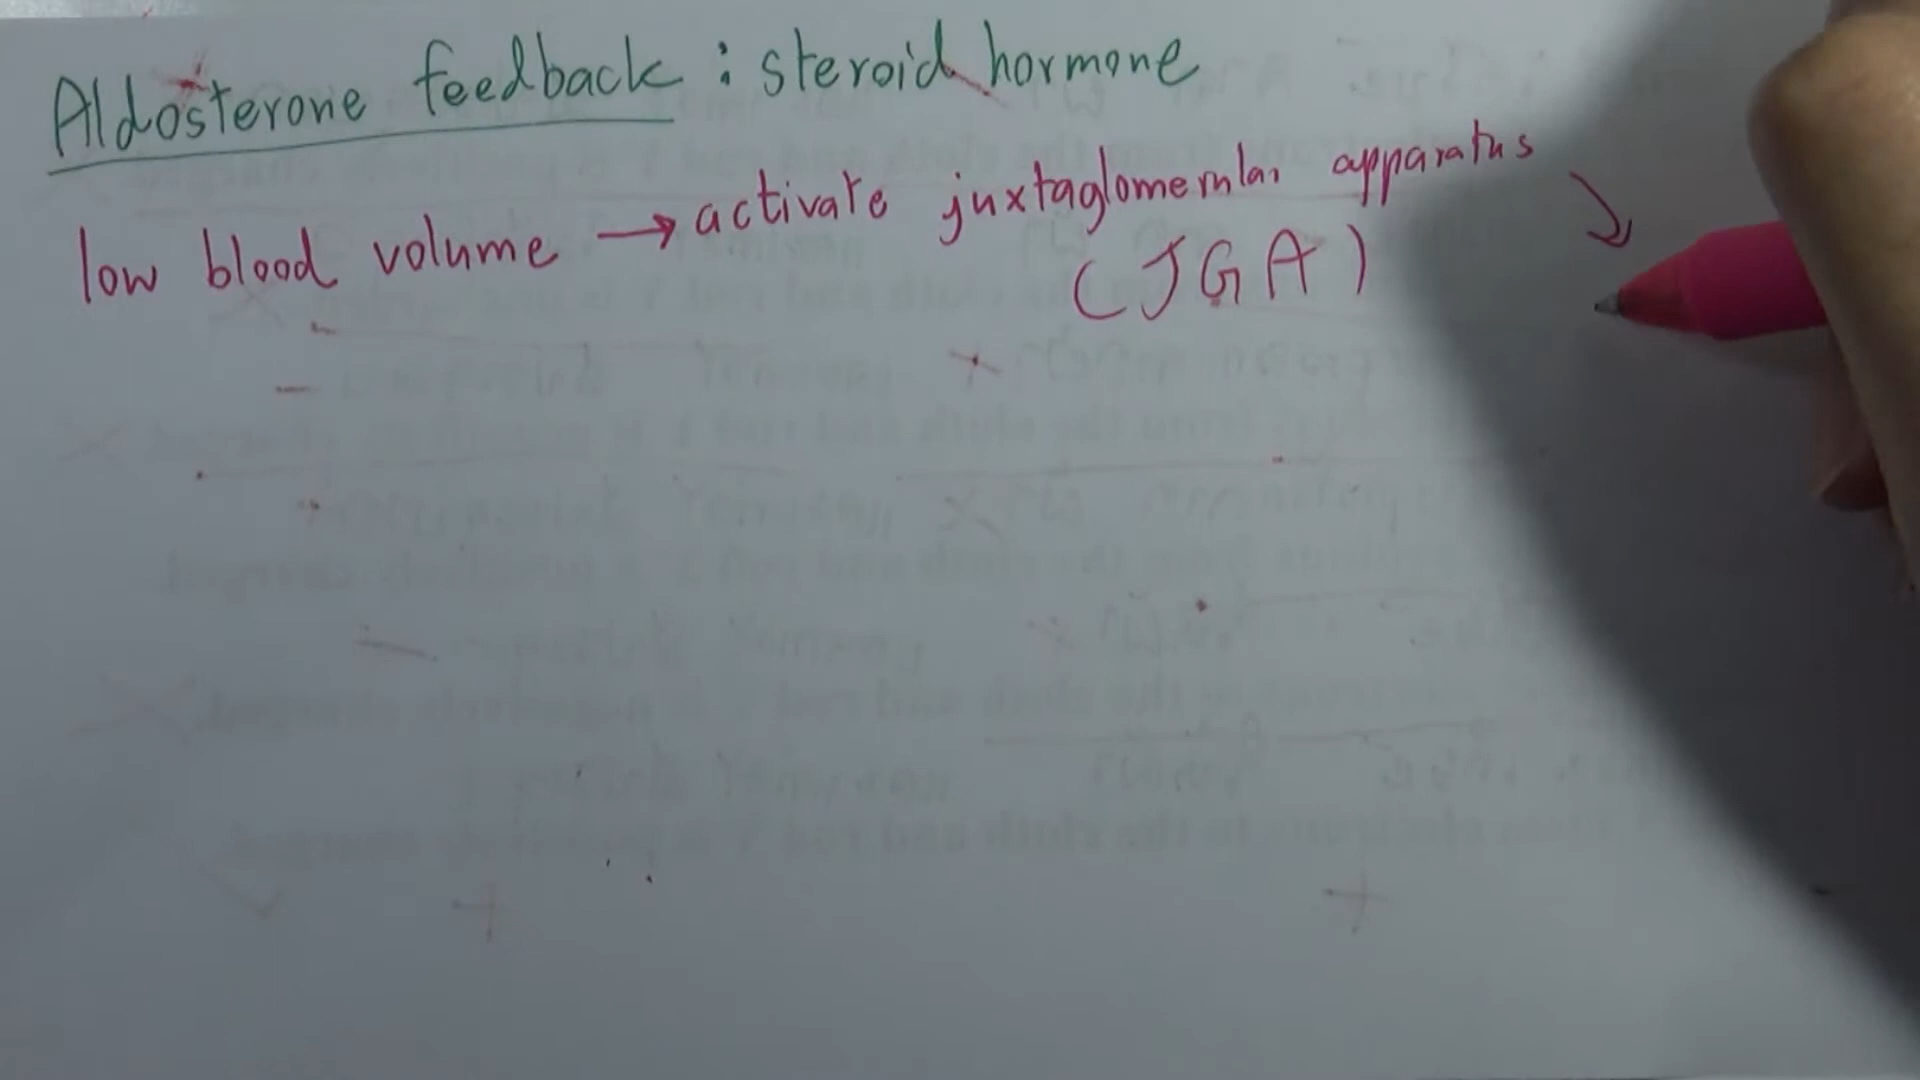 Aldosterone feedback : steroid hormone
low blood volume → activate juxtaglomerular apparatus
(JGA)